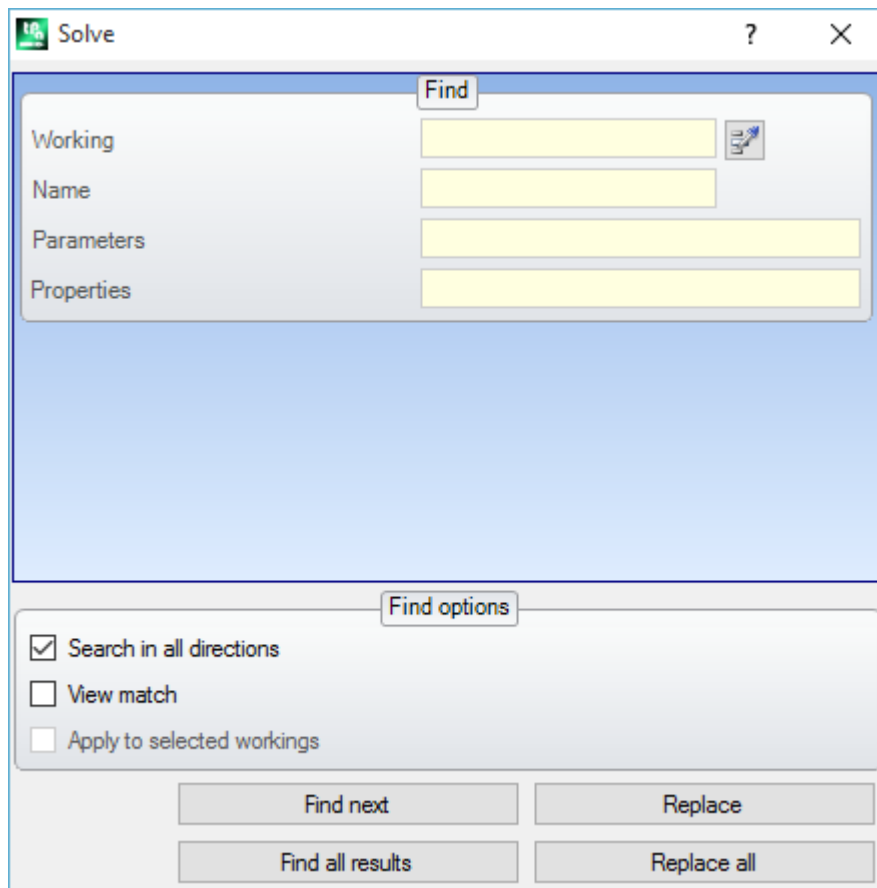 Solve
?
Find
Working
Name
Parameters
Properties
Find options
Search in all directions
View match
Apply to selected workings
Find next Replace
Find all results Replace all